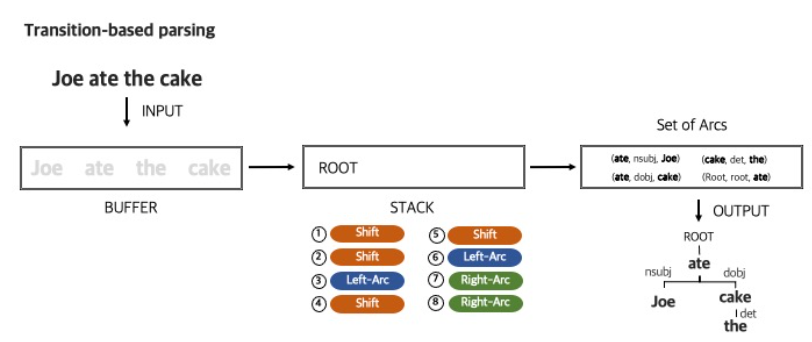 Transition-based parsing
Joe ate the cake
INPUT
Joe ate the cake
BUFFER
ROOT
STACK
① Shift
② Shift
③ Left-Arc
④ Shift
⑤ Shift
⑥ Left-Arc
⑦ Right-Arc
⑧ Right-Arc
Set of Arcs
(ate, nsubj, Joe) (cake, det, the)
(ate, dobj, cake) (Root, root, ate)
OUTPUT
ROOT
ate
nsubj dobj
Joe cake
det
the